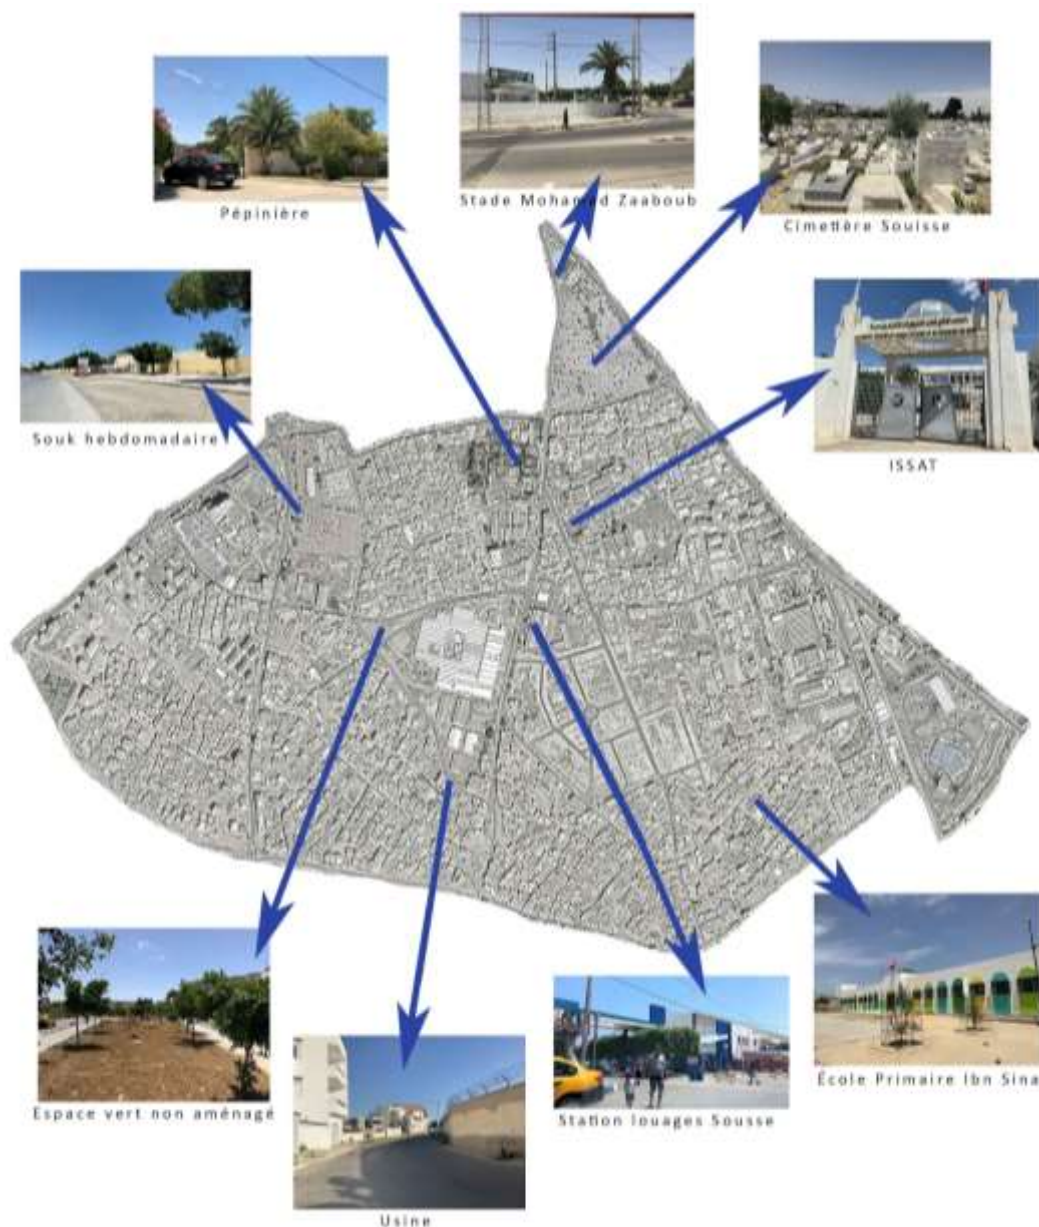 Pépinière
Stade Mohamed Zaaboub
Cimetière Souisse
Souk hebdomadaire
ISSAT
Espace vert non aménagé
Usine
Station louages Sousse
École Primaire Ibn Sina